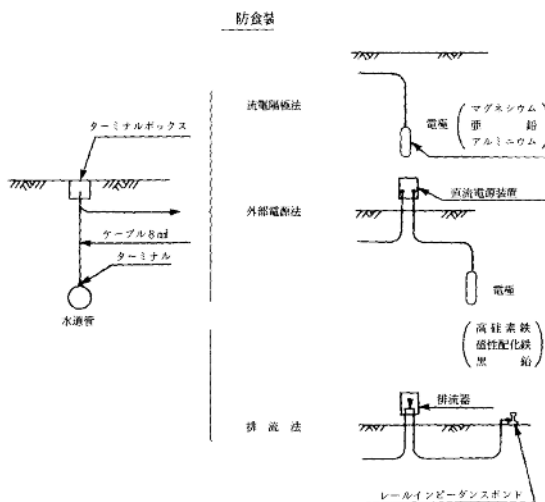 防食装
流電陽極法
電極
マグネシウム
亜鉛
アルミニウム
ターミナルボックス
直流電源装置
外部電源法
ケーブル8㎟
ターミナル
水道管
電極
高硅素鉄
磁性配化鉄
黒鉛
排流器
排流法
レールインピーダンスボンド